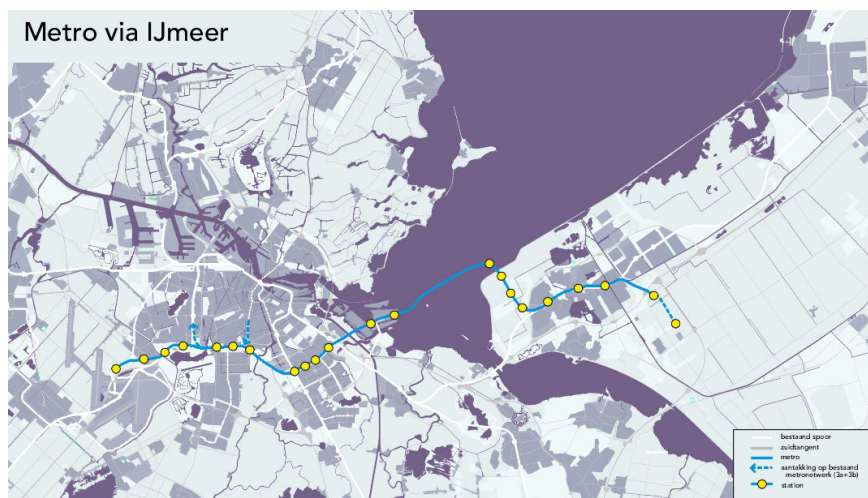 Metro via IJmeer
bestaand spoor
zuidtangent
metro
aantakking op bestaand
metronetwerk (3a+3b)
station